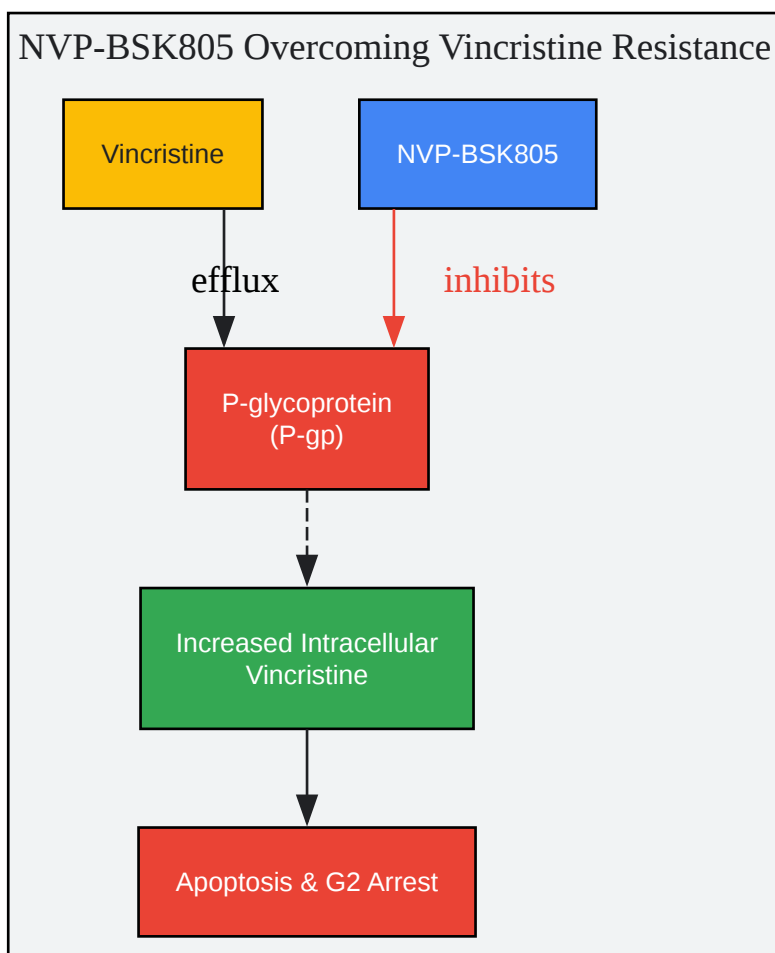 NVP-BSK805 Overcoming Vincristine Resistance
Vincristine
NVP-BSK805
efflux
inhibits
P-glycoprotein
(P-gp)
Increased Intracellular
Vincristine
Apoptosis & G2 Arrest